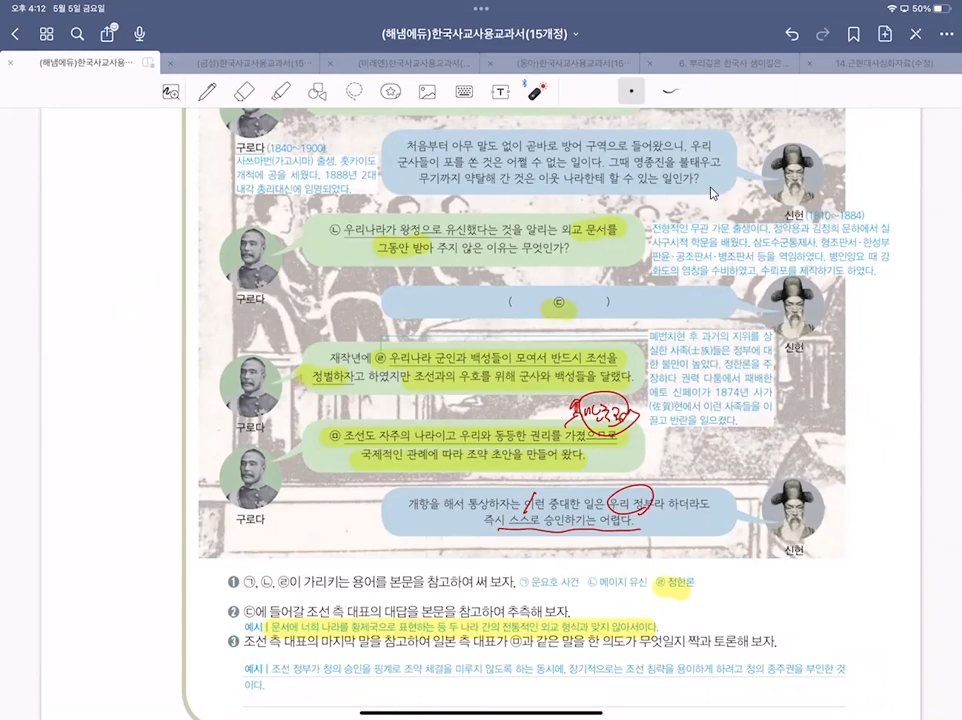 오후 4:12 5월 5일 금요일
50%
(해냄에듀)한국사교사용교과서(15개정)
(해냄에듀)한국사교사용…
(금성)한국사교사용교과서(15…
(미래엔)한국사교사용교과서(…
(동아)한국사교사용교과서(15…
6. 뿌리깊은 한국사 샘이깊은…
14.근현대사심화자료(수정)
구로다 (1840~1900)
사쓰마번(가고시마) 출생. 홋카이도
개척에 공을 세웠다. 1888년 2대
내각 총리대신에 임명되었다.
처음부터 아무 말도 없이 곧바로 방어 구역으로 들어왔으니, 우리
군사들이 포를 쏜 것은 어쩔 수 없는 일이다. 그때 영종진을 불태우고
무기까지 약탈해 간 것은 이웃 나라한테 할 수 있는 일인가?
신헌 (1810~1884)
전형적인 무관 가문 출생이다. 정약용과 김정희 문하에서 실
사구시적 학문을 배웠다. 삼도수군통제사, 형조판서·한성부
판윤·공조판서·병조판서 등을 역임하였다. 병인양요 때 강
화도의 염창을 수비하였고, 수뢰포를 제작하기도 하였다.
㉡ 우리나라가 왕정으로 유신했다는 것을 알리는 외교 문서를
그동안 받아 주지 않은 이유는 무엇인가?
구로다
( ㉢ )
신헌
재작년에 ㉣ 우리나라 군인과 백성들이 모여서 반드시 조선을
정벌하자고 하였지만 조선과의 우호를 위해 군사와 백성들을 달랬다.
구로다
폐번치현 후 과거의 지위를 상
실한 사족(士族)들은 정부에 대
한 불만이 높았다. 정한론을 주
장하다 권력 다툼에서 패배한
에토 신페이가 1874년 사가
(佐賀)현에서 이런 사족들을 이
끌고 반란을 일으켰다.
㉤ 조선도 자주의 나라이고 우리와 동등한 권리를 가졌으므로
국제적인 관례에 따라 조약 초안을 만들어 왔다.
구로다
개항을 해서 통상하자는 이런 중대한 일은 우리 정부라 하더라도
즉시 스스로 승인하기는 어렵다.
신헌
❶ ㉠, ㉡, ㉣이 가리키는 용어를 본문을 참고하여 써 보자. ㉠ 운요호 사건 ㉡ 메이지 유신 ㉣ 정한론
❷ ㉢에 들어갈 조선 측 대표의 대답을 본문을 참고하여 추측해 보자.
예시 | 문서에 너희 나라를 황제국으로 표현하는 등 두 나라 간의 전통적인 외교 형식과 맞지 않아서이다.
❸ 조선 측 대표의 마지막 말을 참고하여 일본 측 대표가 ㉤과 같은 말을 한 의도가 무엇일지 짝과 토론해 보자.
예시 | 조선 정부가 청의 승인을 핑계로 조약 체결을 미루지 않도록 하는 동시에, 장기적으로는 조선 침략을 용이하게 하려고 청의 종주권을 부인한 것
이다.